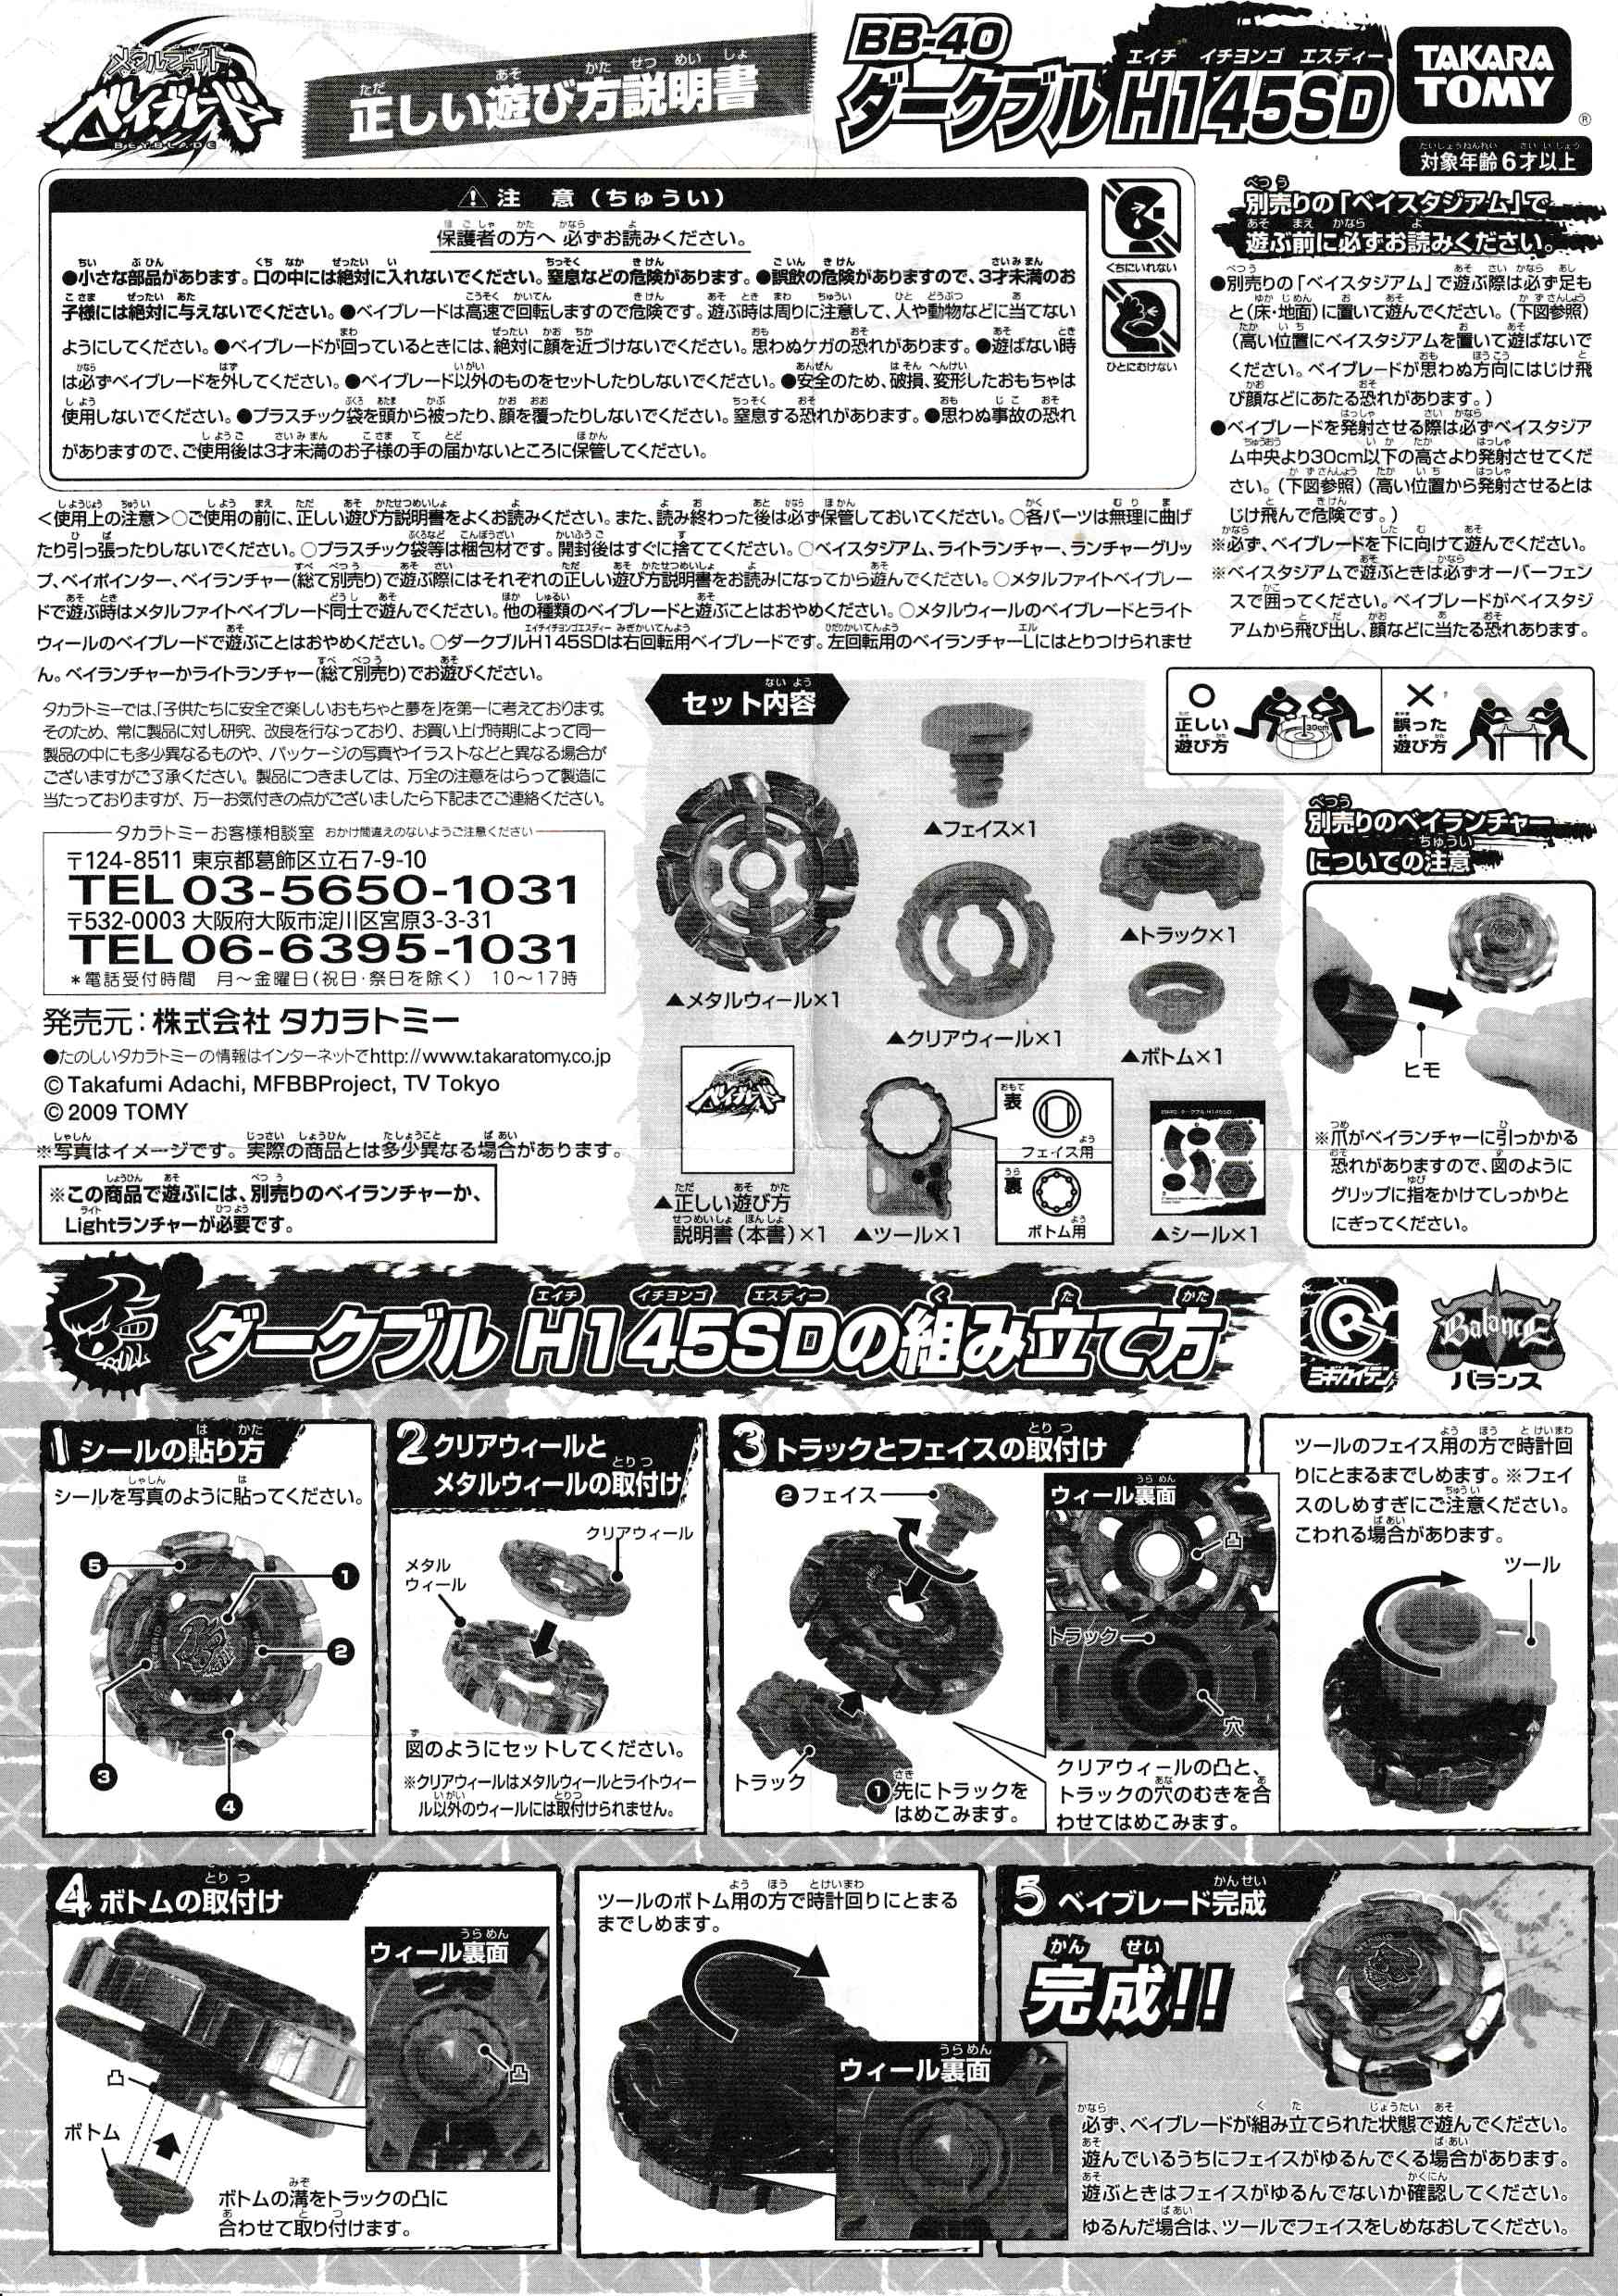 メタルファイト
ベイブレード
BEYBLADE
正しい遊び方説明書
BB-40
ダークブル H145SD
エイチ イチヨンゴ エスディー
TAKARA
TOMY
対象年齢6才以上
⚠注 意(ちゅうい)
保護者の方へ 必ずお読みください。
●小さな部品があります。口の中には絶対に入れないでください。窒息などの危険があります。●誤飲の危険がありますので、3才未満のお
子様には絶対に与えないでください。●ベイブレードは高速で回転しますので危険です。遊ぶ時は周りに注意して、人や動物などに当てない
ようにしてください。●ベイブレードが回っているときには、絶対に顔を近づけないでください。思わぬケガの恐れがあります。●遊ばない時
は必ずベイブレードを外してください。●ベイブレード以外のものをセットしたりしないでください。●安全のため、破損、変形したおもちゃは
使用しないでください。●プラスチック袋を頭から被ったり、顔を覆ったりしないでください。窒息する恐れがあります。●思わぬ事故の恐れ
がありますので、ご使用後は3才未満のお子様の手の届かないところに保管してください。
くちにいれない
ひとにむけない
別売りの「ベイスタジアム」で
遊ぶ前に必ずお読みください。
●別売りの「ベイスタジアム」で遊ぶ際は必ず足も
と(床・地面)に置いて遊んでください。(下図参照)
(高い位置にベイスタジアムを置いて遊ばないで
ください。ベイブレードが思わぬ方向にはじけ飛
び顔などにあたる恐れがあります。)
●ベイブレードを発射させる際は必ずベイスタジア
ム中央より30cm以下の高さより発射させてくだ
さい。(下図参照)(高い位置から発射させるとは
じけ飛んで危険です。)
※必ず、ベイブレードを下に向けて遊んでください。
※ベイスタジアムで遊ぶときは必ずオーバーフェン
スで囲ってください。ベイブレードがベイスタジ
アムから飛び出し、顔などに当たる恐れあります。
<使用上の注意>○ご使用の前に、正しい遊び方説明書をよくお読みください。また、読み終わった後は必ず保管しておいてください。○各パーツは無理に曲げ
たり引っ張ったりしないでください。○プラスチック袋等は梱包材です。開封後はすぐに捨ててください。○ベイスタジアム、ライトランチャー、ランチャーグリッ
プ、ベイポインター、ベイランチャー(総て別売り)で遊ぶ際にはそれぞれの正しい遊び方説明書をお読みになってから遊んでください。○メタルファイトベイブレー
ドで遊ぶ時はメタルファイトベイブレード同士で遊んでください。他の種類のベイブレードと遊ぶことはおやめください。○メタルウィールのベイブレードとライト
ウィールのベイブレードで遊ぶことはおやめください。○ダークブルH145SDは右回転用ベイブレードです。左回転用のベイランチャーLにはとりつけられませ
ん。ベイランチャーかライトランチャー(総て別売り)でお遊びください。
タカラトミーでは、「子供たちに安全で楽しいおもちゃと夢を」を第一に考えております。
そのため、常に製品に対し研究、改良を行なっており、お買い上げ時期によって同一
製品の中にも多少異なるものや、パッケージの写真やイラストなどと異なる場合が
ございますがご了承ください。製品につきましては、万全の注意をはらって製造に
当たっておりますが、万一お気付きの点がございましたら下記までご連絡ください。
タカラトミーお客様相談室 おかけ間違えのないようご注意ください
〒124-8511 東京都葛飾区立石7-9-10
TEL 03-5650-1031
〒532-0003 大阪府大阪市淀川区宮原3-3-31
TEL 06-6395-1031
*電話受付時間 月〜金曜日(祝日・祭日を除く) 10〜17時
発売元:株式会社 タカラトミー
●たのしいタカラトミーの情報はインターネットでhttp://www.takaratomy.co.jp
© Takafumi Adachi, MFBBProject, TV Tokyo
© 2009 TOMY
※写真はイメージです。実際の商品とは多少異なる場合があります。
※この商品で遊ぶには、別売りのベイランチャーか、
Lightランチャーが必要です。
セット内容
▲フェイス×1
▲メタルウィール×1
▲クリアウィール×1
▲トラック×1
▲ボトム×1
▲正しい遊び方
説明書(本書)×1
▲ツール×1
表
フェイス用
裏
ボトム用
▲シール×1
○
正しい
遊び方
30cm
×
誤った
遊び方
別売りのベイランチャー
についての注意
ヒモ
※爪がベイランチャーに引っかかる
恐れがありますので、図のように
グリップに指をかけてしっかりと
にぎってください。
BULL
ダークブル H145SDの組み立て方
ミギカイテン
Balance
バランス
1 シールの貼り方
シールを写真のように貼ってください。
5
1
2
3
4
2 クリアウィールと
メタルウィールの取付け
クリアウィール
メタル
ウィール
図のようにセットしてください。
※クリアウィールはメタルウィールとライトウィー
ル以外のウィールには取付けられません。
3 トラックとフェイスの取付け
❷フェイス
トラック
❶先にトラックを
はめこみます。
ウィール裏面
凸
トラック
穴
クリアウィールの凸と、
トラックの穴のむきを合
わせてはめこみます。
ツールのフェイス用の方で時計回
りにとまるまでしめます。※フェイ
スのしめすぎにご注意ください。
こわれる場合があります。
ツール
4 ボトムの取付け
ウィール裏面
凸
凸
ボトム
ボトムの溝をトラックの凸に
合わせて取り付けます。
ツールのボトム用の方で時計回りにとまる
までしめます。
ウィール裏面
5 ベイブレード完成
完成!!
必ず、ベイブレードが組み立てられた状態で遊んでください。
遊んでいるうちにフェイスがゆるんでくる場合があります。
遊ぶときはフェイスがゆるんでないか確認してください。
ゆるんだ場合は、ツールでフェイスをしめなおしてください。